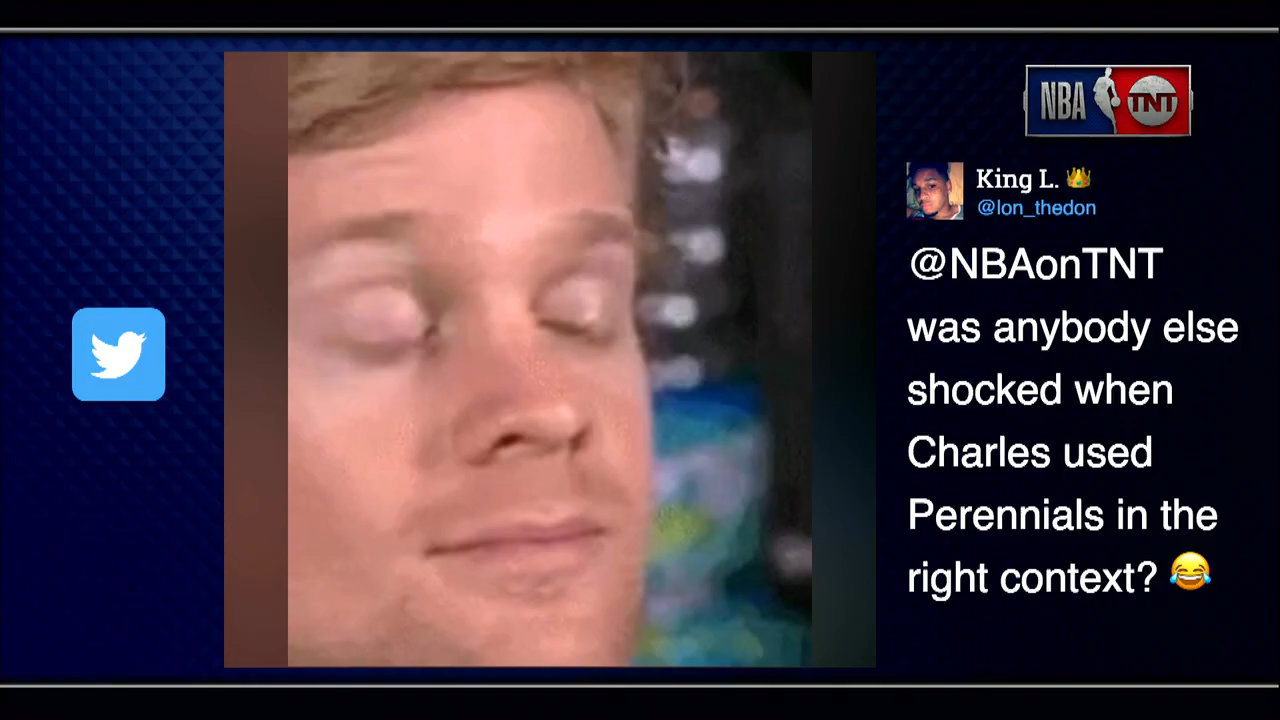 NBA TNT
King L. 👑
@lon_thedon
@NBAonTNT
was anybody else
shocked when
Charles used
Perennials in the
right context? 😂